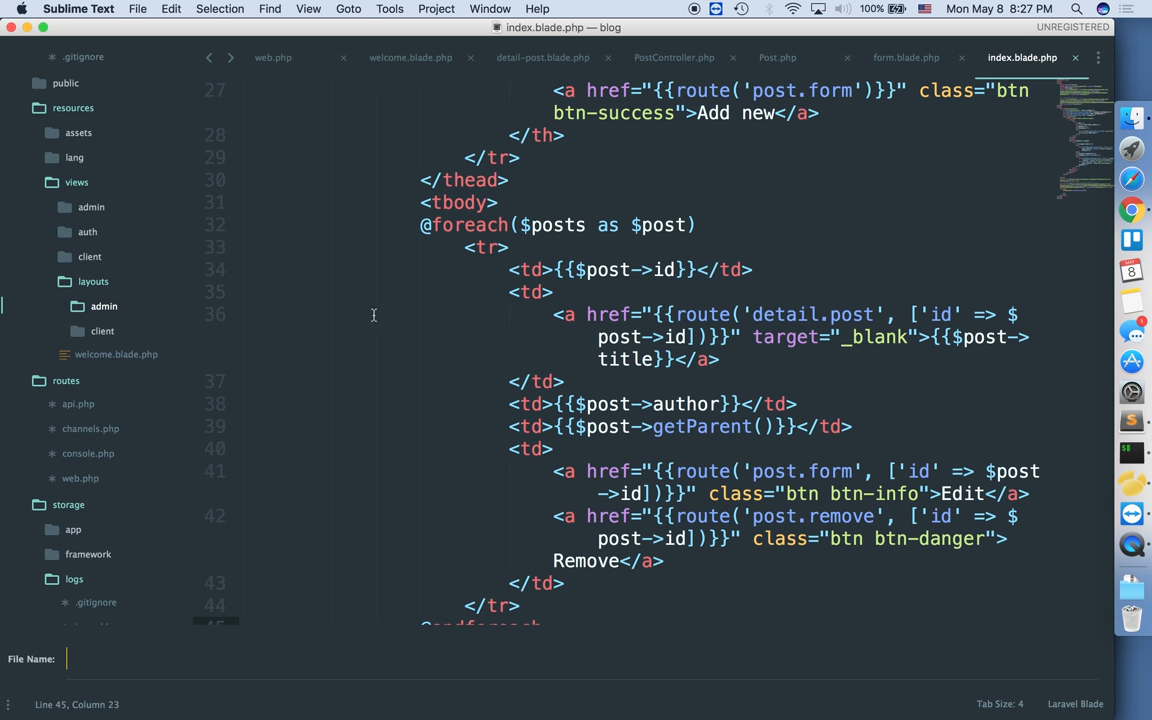 Sublime Text File Edit Selection Find View Goto Tools Project Window Help 100% Mon May 8 8:27 PM
index.blade.php — blog UNREGISTERED
.gitignore
public
resources
assets
lang
views
admin
auth
client
layouts
admin
client
welcome.blade.php
routes
api.php
channels.php
console.php
web.php
storage
app
framework
logs
.gitignore
web.php welcome.blade.php detail-post.blade.php PostController.php Post.php form.blade.php index.blade.php
27 <a href="{{route('post.form')}}" class="btn
btn-success">Add new</a>
28 </th>
29 </tr>
30 </thead>
31 <tbody>
32 @foreach($posts as $post)
33 <tr>
34 <td>{{$post->id}}</td>
35 <td>
36 <a href="{{route('detail.post', ['id' => $
post->id])}}" target="_blank">{{$post->
title}}</a>
37 </td>
38 <td>{{$post->author}}</td>
39 <td>{{$post->getParent()}}</td>
40 <td>
41 <a href="{{route('post.form', ['id' => $post
->id])}}" class="btn btn-info">Edit</a>
42 <a href="{{route('post.remove', ['id' => $
post->id])}}" class="btn btn-danger">
Remove</a>
43 </td>
44 </tr>
45 @endforeach
File Name:
Line 45, Column 23 Tab Size: 4 Laravel Blade
MAY
8
1